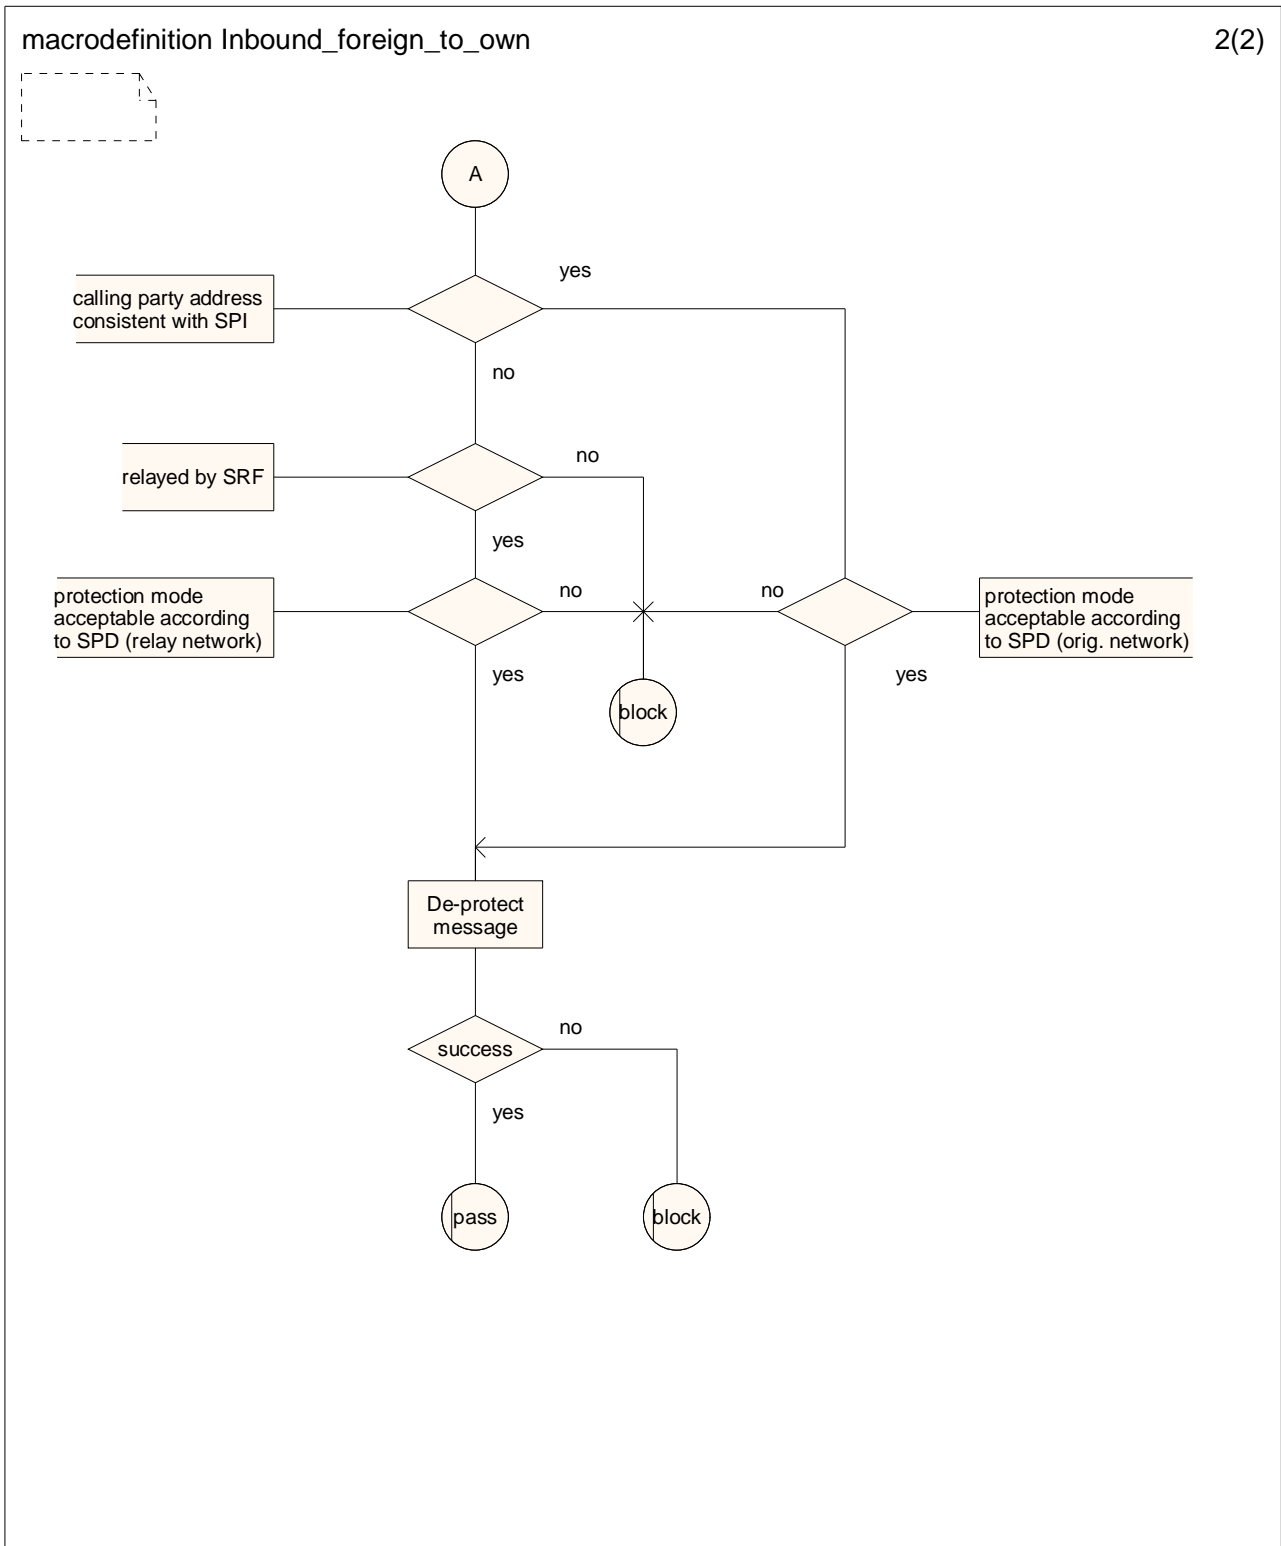 macrodefinition Inbound_foreign_to_own
2(2)
A
yes
calling party address
consistent with SPI
no
relayed by SRF
no
yes
protection mode
acceptable according
to SPD (relay network)
no
no
protection mode
acceptable according
to SPD (orig. network)
yes
yes
block
De-protect
message
success
no
yes
pass
block